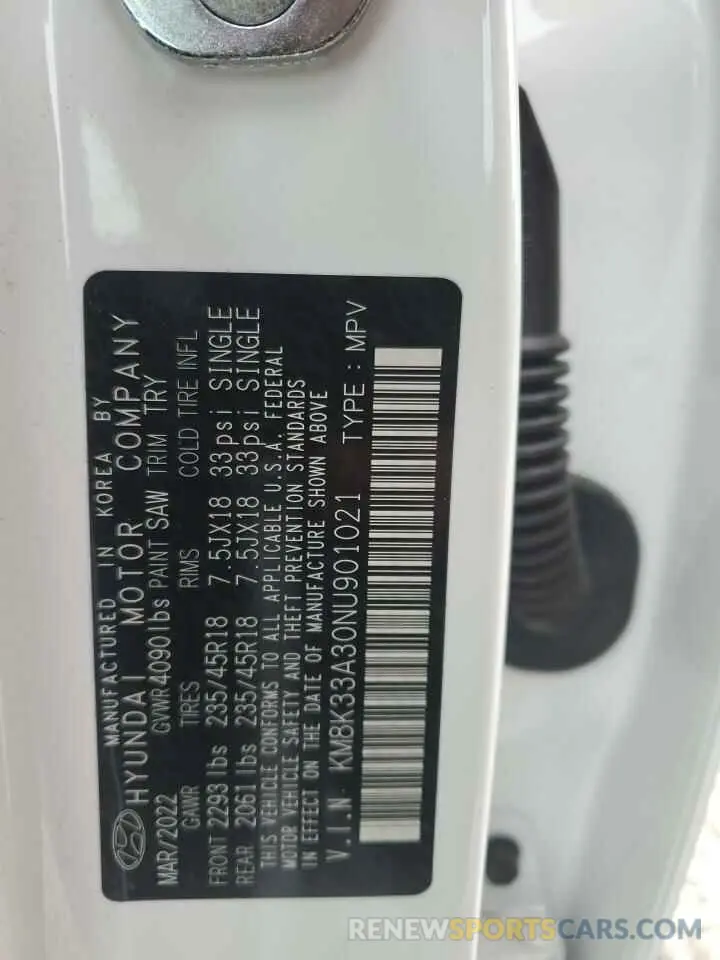 MANUFACTURED IN KOREA BY
HYUNDAI MOTOR COMPANY
MAR/2022 GVWR 4090 lbs PAINT SAW TRIM TRY
GAWR TIRES RIMS COLD TIRE INFL
FRONT 2293 lbs 235/45R18 7.5JX18 33psi SINGLE
REAR 2061 lbs 235/45R18 7.5JX18 33psi SINGLE
THIS VEHICLE CONFORMS TO ALL APPLICABLE U.S.A. FEDERAL
MOTOR VEHICLE SAFETY AND THEFT PREVENTION STANDARDS
IN EFFECT ON THE DATE OF MANUFACTURE SHOWN ABOVE
V.I.N. KM8K33A30NU901021 TYPE : MPV
RENEWSPORTSCARS.COM